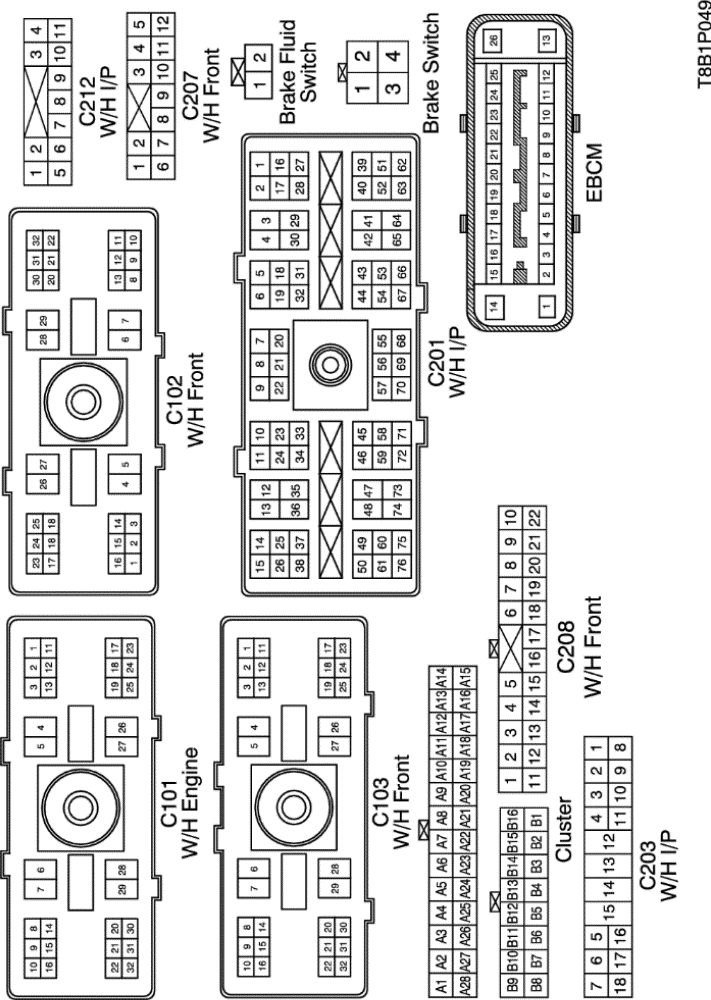 10 9 8 7 6 5 4 3 2 1
16 15 14 13 12 11
22 21 20 29 28 27 26 19 18 17
32 31 30 25 24 23
C101
W/H Engine
23 24 25 26 27 28 29 30 31 32
17 18 18 20 21 22
16 15 14 4 5 6 7 13 12 11
1 2 3 8 9 10
C102
W/H Front
1 2 3 4
5 6 7 8 9 10 11
C212
W/H I/P
1 2 3 4 5
6 7 8 9 10 11 12
C207
W/H Front
10 9 8 7 6 5 4 3 2 1
16 15 14 13 12 11
22 21 20 29 28 27 26 19 18 17
32 31 30 25 24 23
C103
W/H Front
15 14 13 12 11 10 9 8 7 6 5 4 3 2 1
26 25 36 35 24 23 22 21 20 19 18 30 29 17 16
38 37 34 33 32 31 28 27
50 49 48 47 46 45 57 56 55 44 43 42 41 40 39
61 60 74 73 59 58 70 69 68 54 53 65 64 52 51
76 75 72 71 67 66 63 62
C201
W/H I/P
1 2
Brake Fluid
Switch
1 2
3 4
Brake Switch
A1 A2 A3 A4 A5 A6 A7 A8 A9 A10 A11 A12 A13 A14
A28 A27 A26 A25 A24 A23 A22 A21 A20 A19 A18 A17 A16 A15
B9 B10 B11 B12 B13 B14 B15 B16
B8 B7 B6 B5 B4 B3 B2 B1
Cluster
1 2 3 4 5 6 7 8 9 10
11 12 13 14 15 16 17 18 19 20 21 22
C208
W/H Front
14 15 16 17 18 19 20 21 22 23 24 25 26
1 2 3 4 5 6 7 8 9 10 11 12 13
EBCM
7 6 5 4 3 2 1
18 17 16 15 14 13 12 11 10 9 8
C203
W/H I/P
T8B1P049